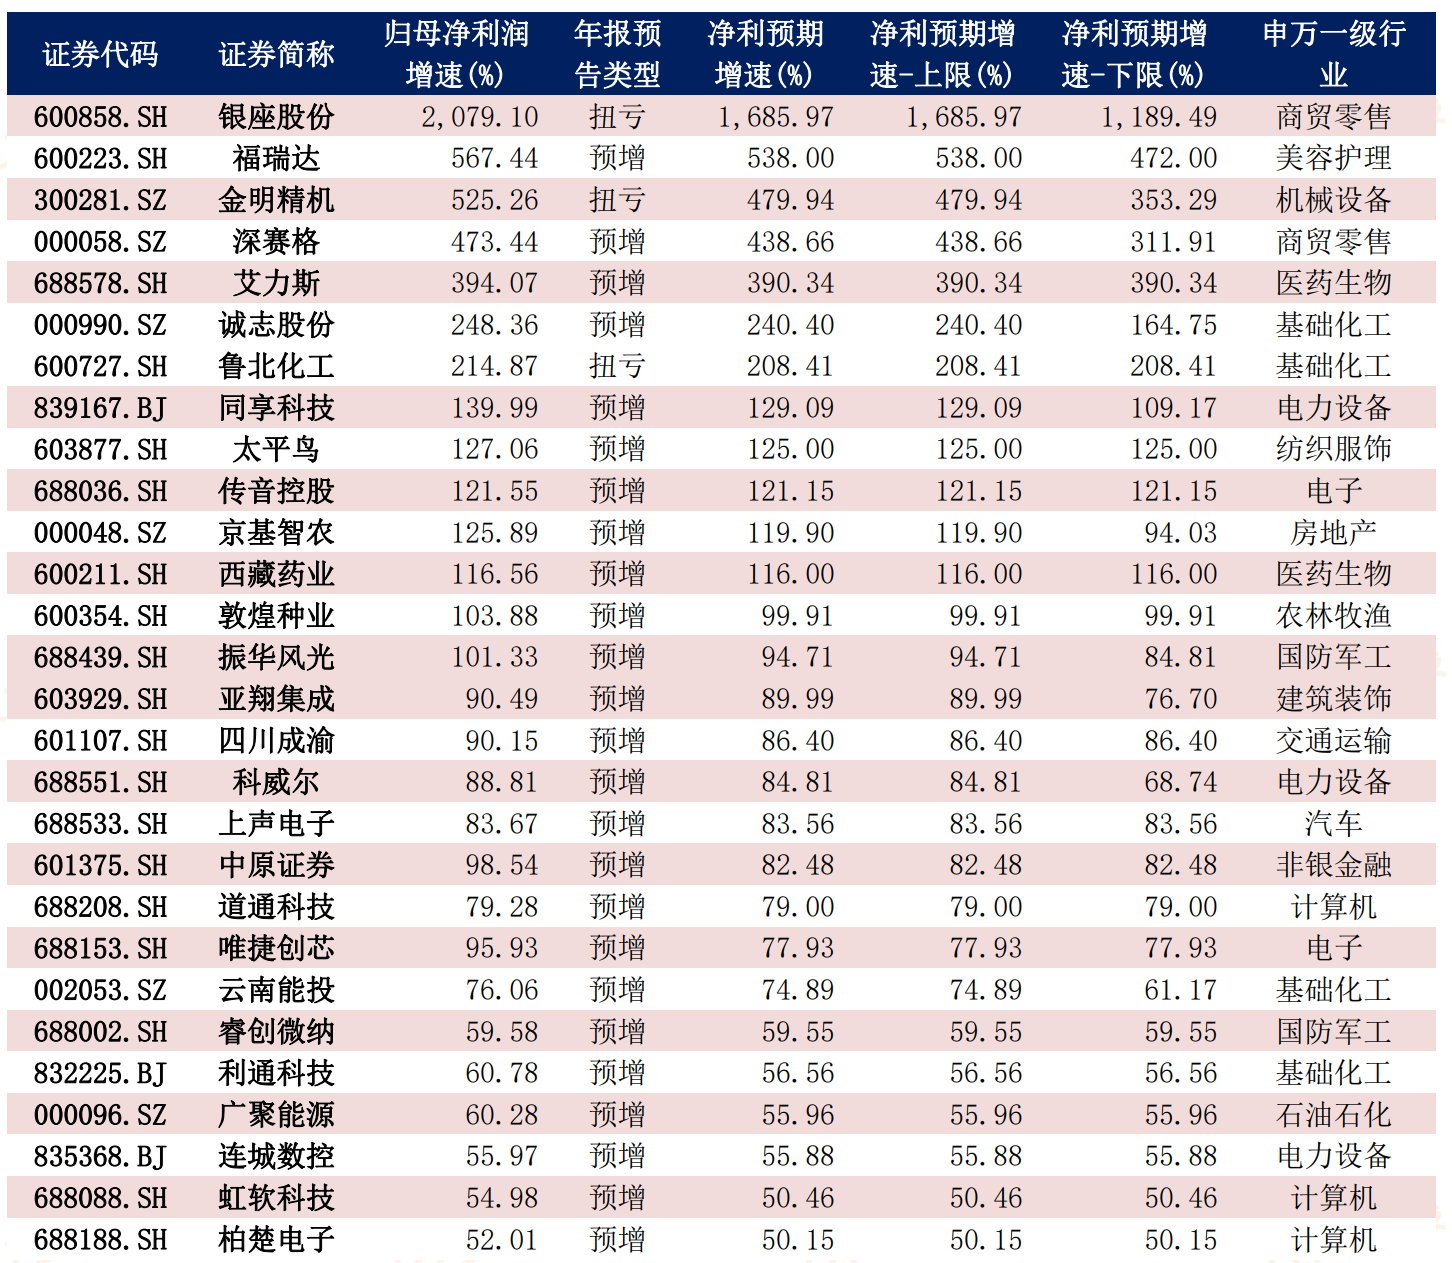 证券代码 证券简称 归母净利润增速(%) 年报预告类型 净利预期增速(%) 净利预期增速-上限(%) 净利预期增速-下限(%) 申万一级行业
600858.SH 银座股份 2,079.10 扭亏 1,685.97 1,685.97 1,189.49 商贸零售
600223.SH 福瑞达 567.44 预增 538.00 538.00 472.00 美容护理
300281.SZ 金明精机 525.26 扭亏 479.94 479.94 353.29 机械设备
000058.SZ 深赛格 473.44 预增 438.66 438.66 311.91 商贸零售
688578.SH 艾力斯 394.07 预增 390.34 390.34 390.34 医药生物
000990.SZ 诚志股份 248.36 预增 240.40 240.40 164.75 基础化工
600727.SH 鲁北化工 214.87 扭亏 208.41 208.41 208.41 基础化工
839167.BJ 同享科技 139.99 预增 129.09 129.09 109.17 电力设备
603877.SH 太平鸟 127.06 预增 125.00 125.00 125.00 纺织服饰
688036.SH 传音控股 121.55 预增 121.15 121.15 121.15 电子
000048.SZ 京基智农 125.89 预增 119.90 119.90 94.03 房地产
600211.SH 西藏药业 116.56 预增 116.00 116.00 116.00 医药生物
600354.SH 敦煌种业 103.88 预增 99.91 99.91 99.91 农林牧渔
688439.SH 振华风光 101.33 预增 94.71 94.71 84.81 国防军工
603929.SH 亚翔集成 90.49 预增 89.99 89.99 76.70 建筑装饰
601107.SH 四川成渝 90.15 预增 86.40 86.40 86.40 交通运输
688551.SH 科威尔 88.81 预增 84.81 84.81 68.74 电力设备
688533.SH 上声电子 83.67 预增 83.56 83.56 83.56 汽车
601375.SH 中原证券 98.54 预增 82.48 82.48 82.48 非银金融
688208.SH 道通科技 79.28 预增 79.00 79.00 79.00 计算机
688153.SH 唯捷创芯 95.93 预增 77.93 77.93 77.93 电子
002053.SZ 云南能投 76.06 预增 74.89 74.89 61.17 基础化工
688002.SH 睿创微纳 59.58 预增 59.55 59.55 59.55 国防军工
832225.BJ 利通科技 60.78 预增 56.56 56.56 56.56 基础化工
000096.SZ 广聚能源 60.28 预增 55.96 55.96 55.96 石油石化
835368.BJ 连城数控 55.97 预增 55.88 55.88 55.88 电力设备
688088.SH 虹软科技 54.98 预增 50.46 50.46 50.46 计算机
688188.SH 柏楚电子 52.01 预增 50.15 50.15 50.15 计算机